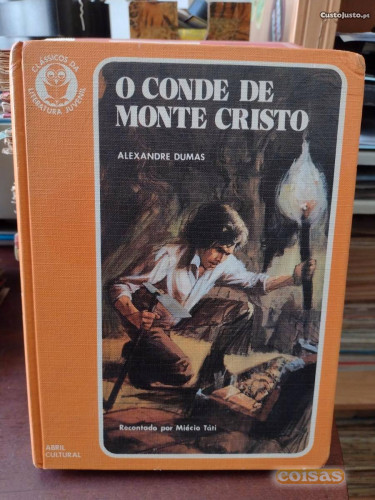 CustoJusto.pt
CLÁSSICOS DA
LITERATURA JUVENIL
O CONDE DE
MONTE CRISTO
ALEXANDRE DUMAS
Recontado por Miécio Táti
ABRIL
CULTURAL
coisas